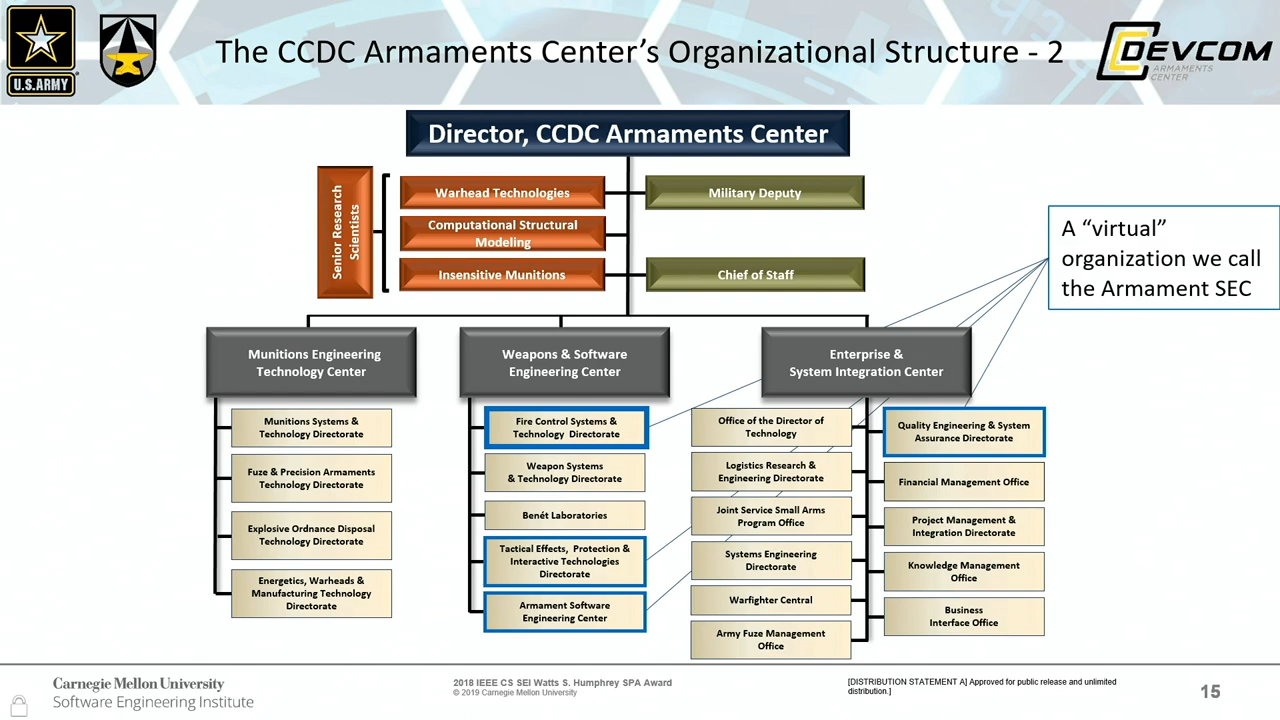 U.S.ARMY
The CCDC Armaments Center’s Organizational Structure - 2
DEVCOM
ARMAMENTS
CENTER
Director, CCDC Armaments Center
Senior Research
Scientists
Warhead Technologies
Military Deputy
Computational Structural
Modeling
Insensitive Munitions
Chief of Staff
A “virtual”
organization we call
the Armament SEC
Munitions Engineering
Technology Center
Weapons & Software
Engineering Center
Enterprise &
System Integration Center
Munitions Systems &
Technology Directorate
Fuze & Precision Armaments
Technology Directorate
Explosive Ordnance Disposal
Technology Directorate
Energetics, Warheads &
Manufacturing Technology
Directorate
Fire Control Systems &
Technology Directorate
Weapon Systems
& Technology Directorate
Benét Laboratories
Tactical Effects, Protection &
Interactive Technologies
Directorate
Armament Software
Engineering Center
Office of the Director of
Technology
Logistics Research &
Engineering Directorate
Joint Service Small Arms
Program Office
Systems Engineering
Directorate
Warfighter Central
Army Fuze Management
Office
Quality Engineering & System
Assurance Directorate
Financial Management Office
Project Management &
Integration Directorate
Knowledge Management
Office
Business
Interface Office
Carnegie Mellon University
Software Engineering Institute
2018 IEEE CS SEI Watts S. Humphrey SPA Award
© 2019 Carnegie Mellon University
[DISTRIBUTION STATEMENT A] Approved for public release and unlimited
distribution.]
15